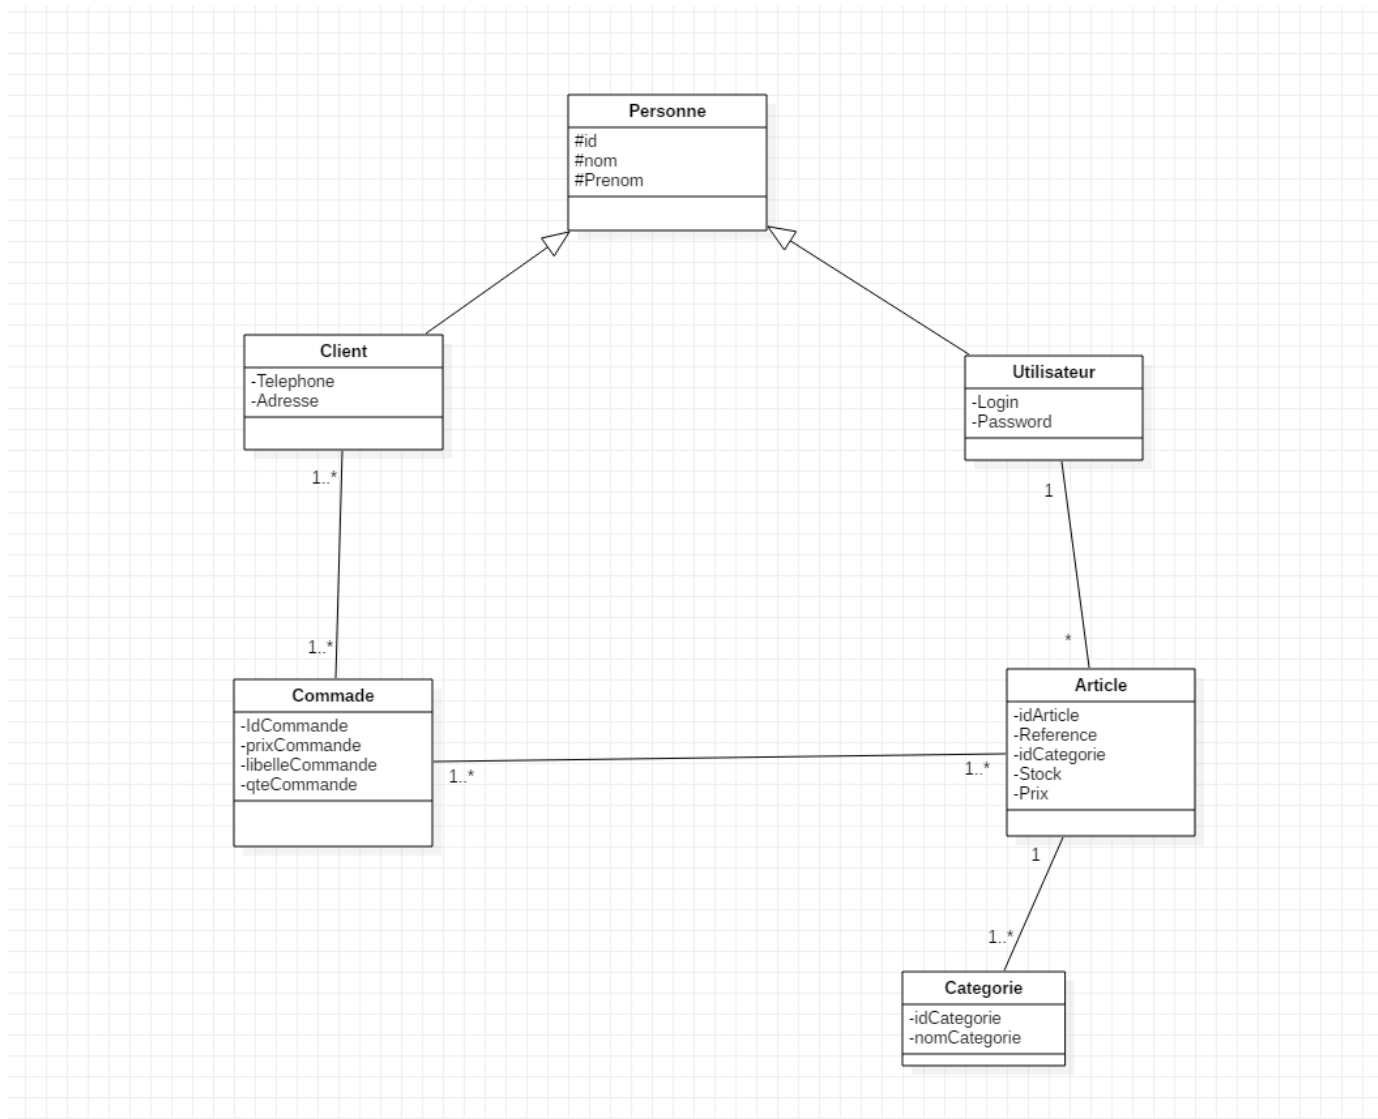 Personne
#id
#nom
#Prenom
Client
-Telephone
-Adresse
Utilisateur
-Login
-Password
1..*
1
1..*
*
Commade
-IdCommande
-prixCommande
-libelleCommande
-qteCommande
Article
-idArticle
-Reference
-idCategorie
-Stock
-Prix
1..*
1..*
1
1..*
Categorie
-idCategorie
-nomCategorie